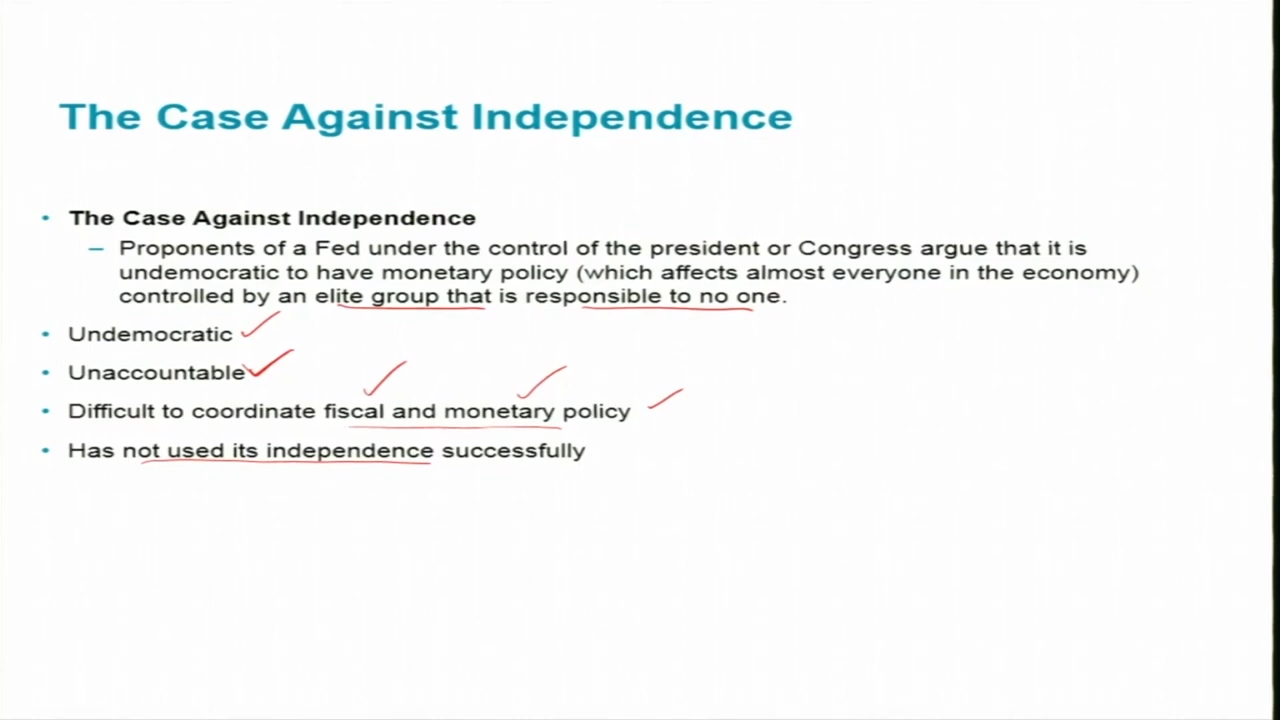 The Case Against Independence
• The Case Against Independence
– Proponents of a Fed under the control of the president or Congress argue that it is
undemocratic to have monetary policy (which affects almost everyone in the economy)
controlled by an elite group that is responsible to no one.
• Undemocratic
• Unaccountable
• Difficult to coordinate fiscal and monetary policy
• Has not used its independence successfully